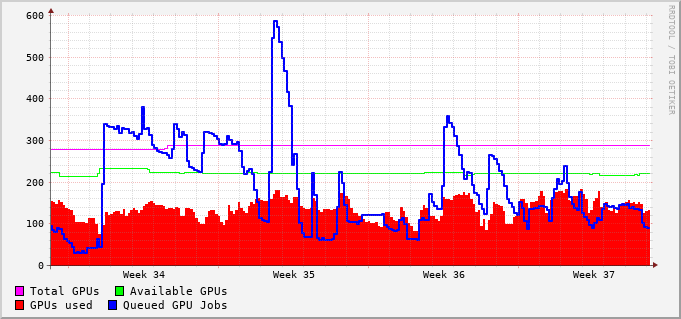 600
500
400
300
200
100
0
Week 34 Week 35 Week 36 Week 37
Total GPUs Available GPUs
GPUs used Queued GPU Jobs
RRDTOOL / TOBI OETIKER